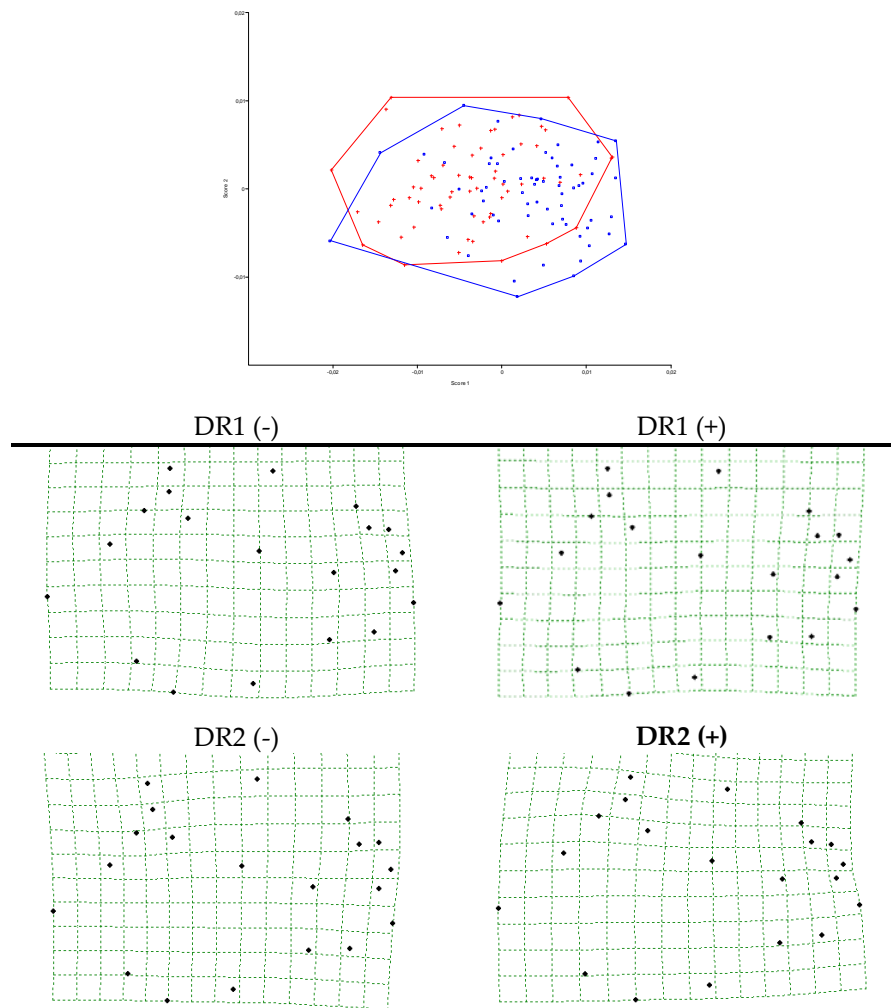 0,02
0,01
Score 2
0
-0,01
-0,02 -0,01 0 0,01 0,02
Score 1
DR1 (-) DR1 (+)
DR2 (-) DR2 (+)